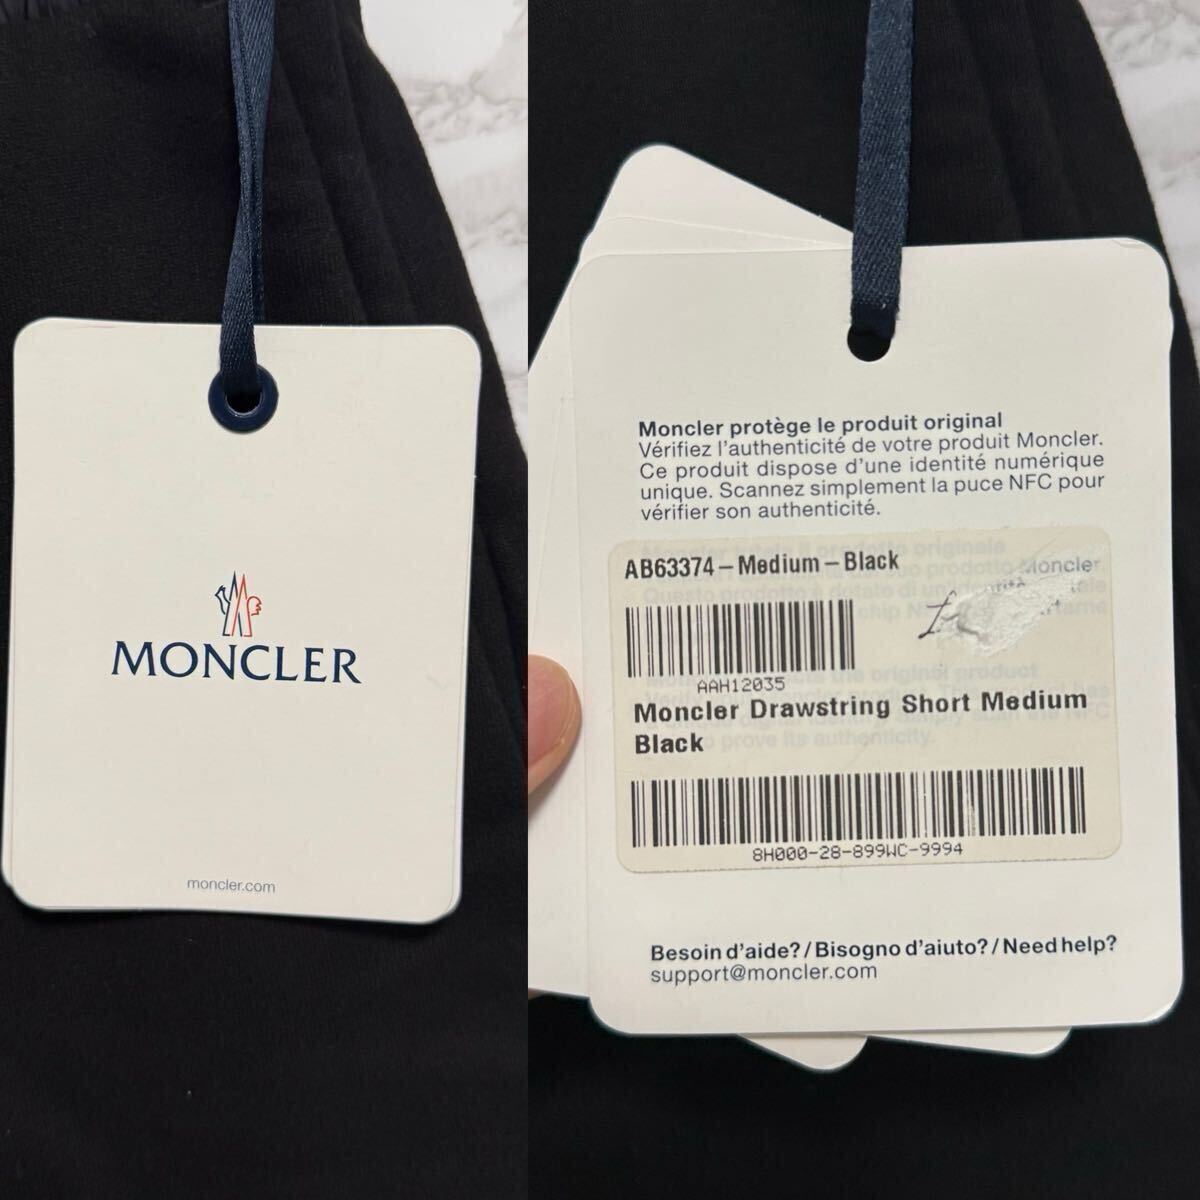 MONCLER
moncler.com
Moncler protège le produit original
Vérifiez l'authenticité de votre produit Moncler.
Ce produit dispose d'une identité numérique
unique. Scannez simplement la puce NFC pour
vérifier son authenticité.
AB63374 – Medium – Black
AAH12035
Moncler Drawstring Short Medium
Black
8H000-28-899WC-9994
Besoin d'aide? / Bisogno d'aiuto? / Need help?
support@moncler.com